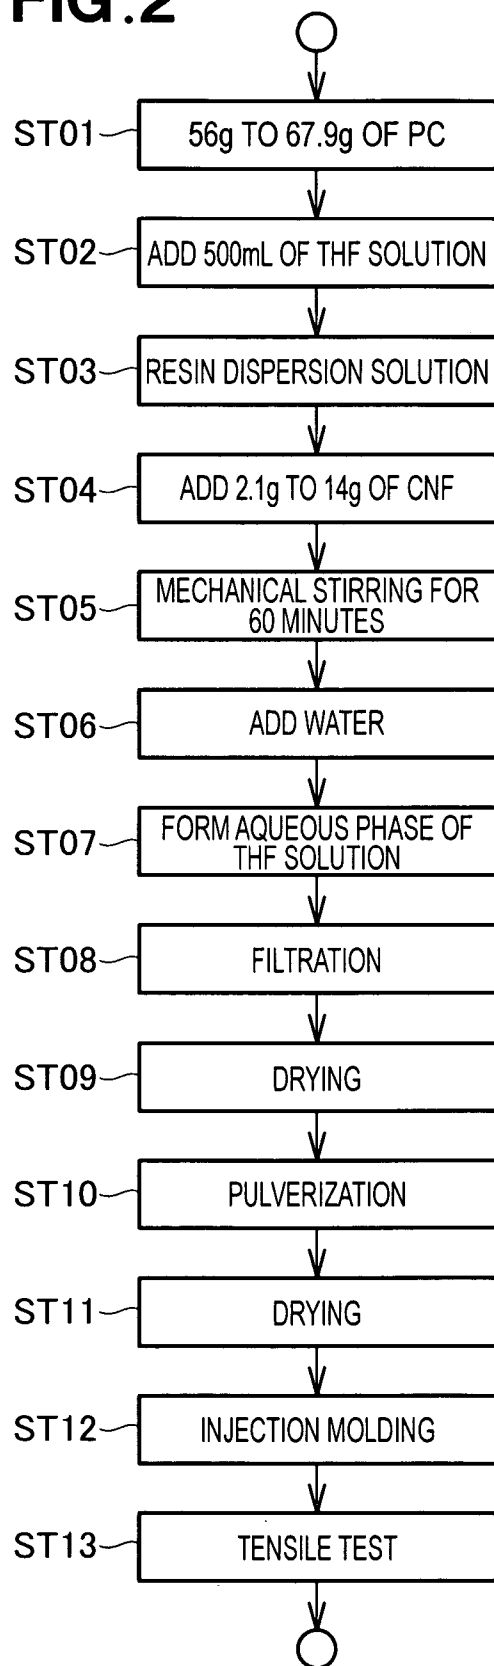 FIG.2
ST01 56g TO 67.9g OF PC
ST02 ADD 500mL OF THF SOLUTION
ST03 RESIN DISPERSION SOLUTION
ST04 ADD 2.1g TO 14g OF CNF
ST05 MECHANICAL STIRRING FOR
60 MINUTES
ST06 ADD WATER
ST07 FORM AQUEOUS PHASE OF
THF SOLUTION
ST08 FILTRATION
ST09 DRYING
ST10 PULVERIZATION
ST11 DRYING
ST12 INJECTION MOLDING
ST13 TENSILE TEST